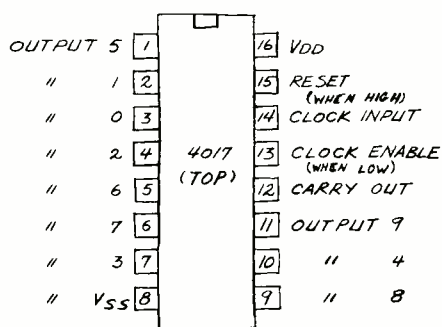 OUTPUT 5 1 16 VDD
" 1 2 15 RESET
(WHEN HIGH)
" 0 3 14 CLOCK INPUT
" 2 4 4017 13 CLOCK ENABLE
(WHEN LOW)
" 6 5 (TOP) 12 CARRY OUT
" 7 6 11 OUTPUT 9
" 3 7 10 " 4
" VSS 8 9 " 8